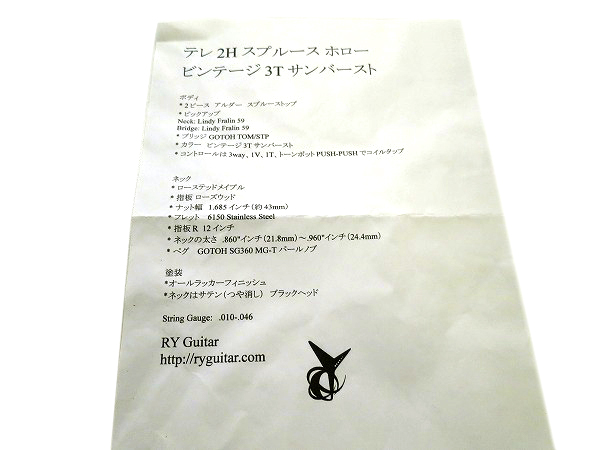 テレ 2H スプルース ホロー
ビンテージ 3T サンバースト
ボディ
* 2ピース アルダー スプルーストップ
* ピックアップ
Neck: Lindy Fralin 59
Bridge: Lindy Fralin 59
* ブリッジ GOTOH TOM/STP
* カラー ビンテージ 3T サンバースト
* コントロールは 3way、1V、1T、トーンポット PUSH-PUSH でコイルタップ
ネック
* ローステッドメイプル
* 指板 ローズウッド
* ナット幅 1.685 インチ (約 43mm)
* フレット 6150 Stainless Steel
* 指板 R 12 インチ
* ネックの太さ .860"インチ (21.8mm) ～.960"インチ (24.4mm)
* ペグ GOTOH SG360 MG-T パールノブ
塗装
*オールラッカーフィニッシュ
*ネックはサテン (つや消し) ブラックヘッド
String Gauge: .010-.046
RY Guitar
http://ryguitar.com